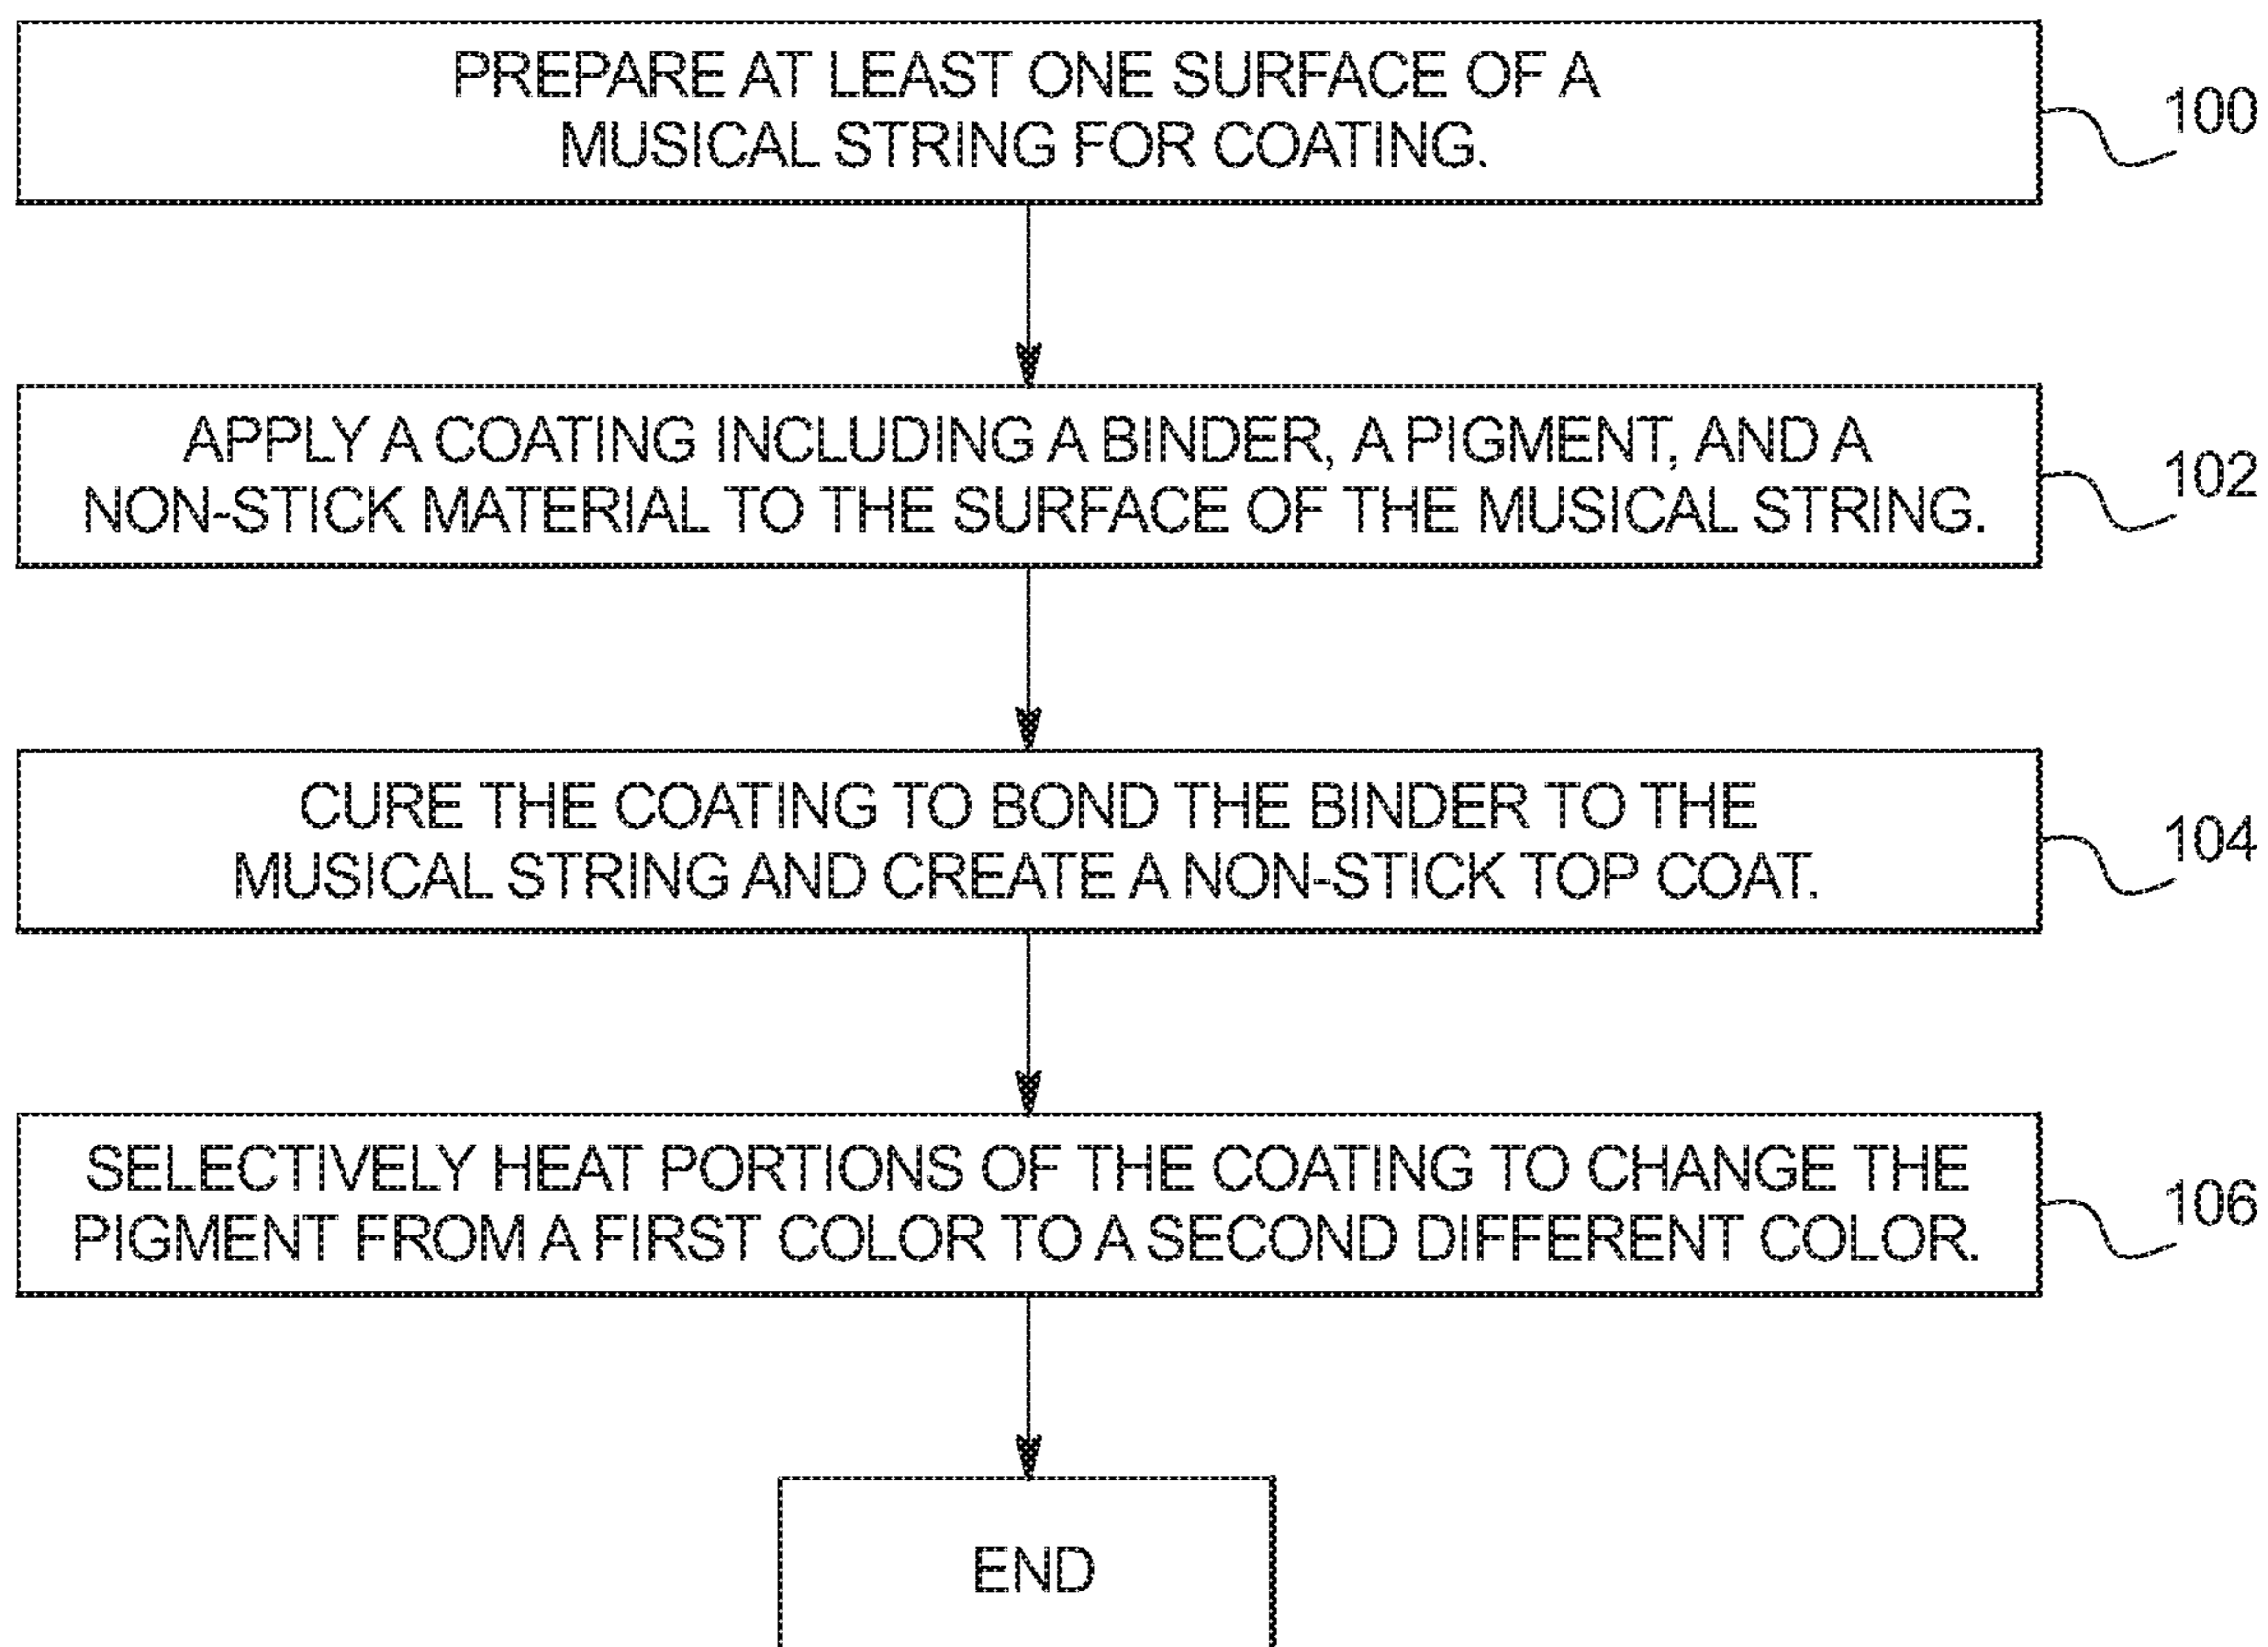 PREPARE AT LEAST ONE SURFACE OF A
MUSICAL STRING FOR COATING.
100
APPLY A COATING INCLUDING A BINDER, A PIGMENT, AND A
NON-STICK MATERIAL TO THE SURFACE OF THE MUSICAL STRING.
102
CURE THE COATING TO BOND THE BINDER TO THE
MUSICAL STRING AND CREATE A NON-STICK TOP COAT.
104
SELECTIVELY HEAT PORTIONS OF THE COATING TO CHANGE THE
PIGMENT FROM A FIRST COLOR TO A SECOND DIFFERENT COLOR.
106
END